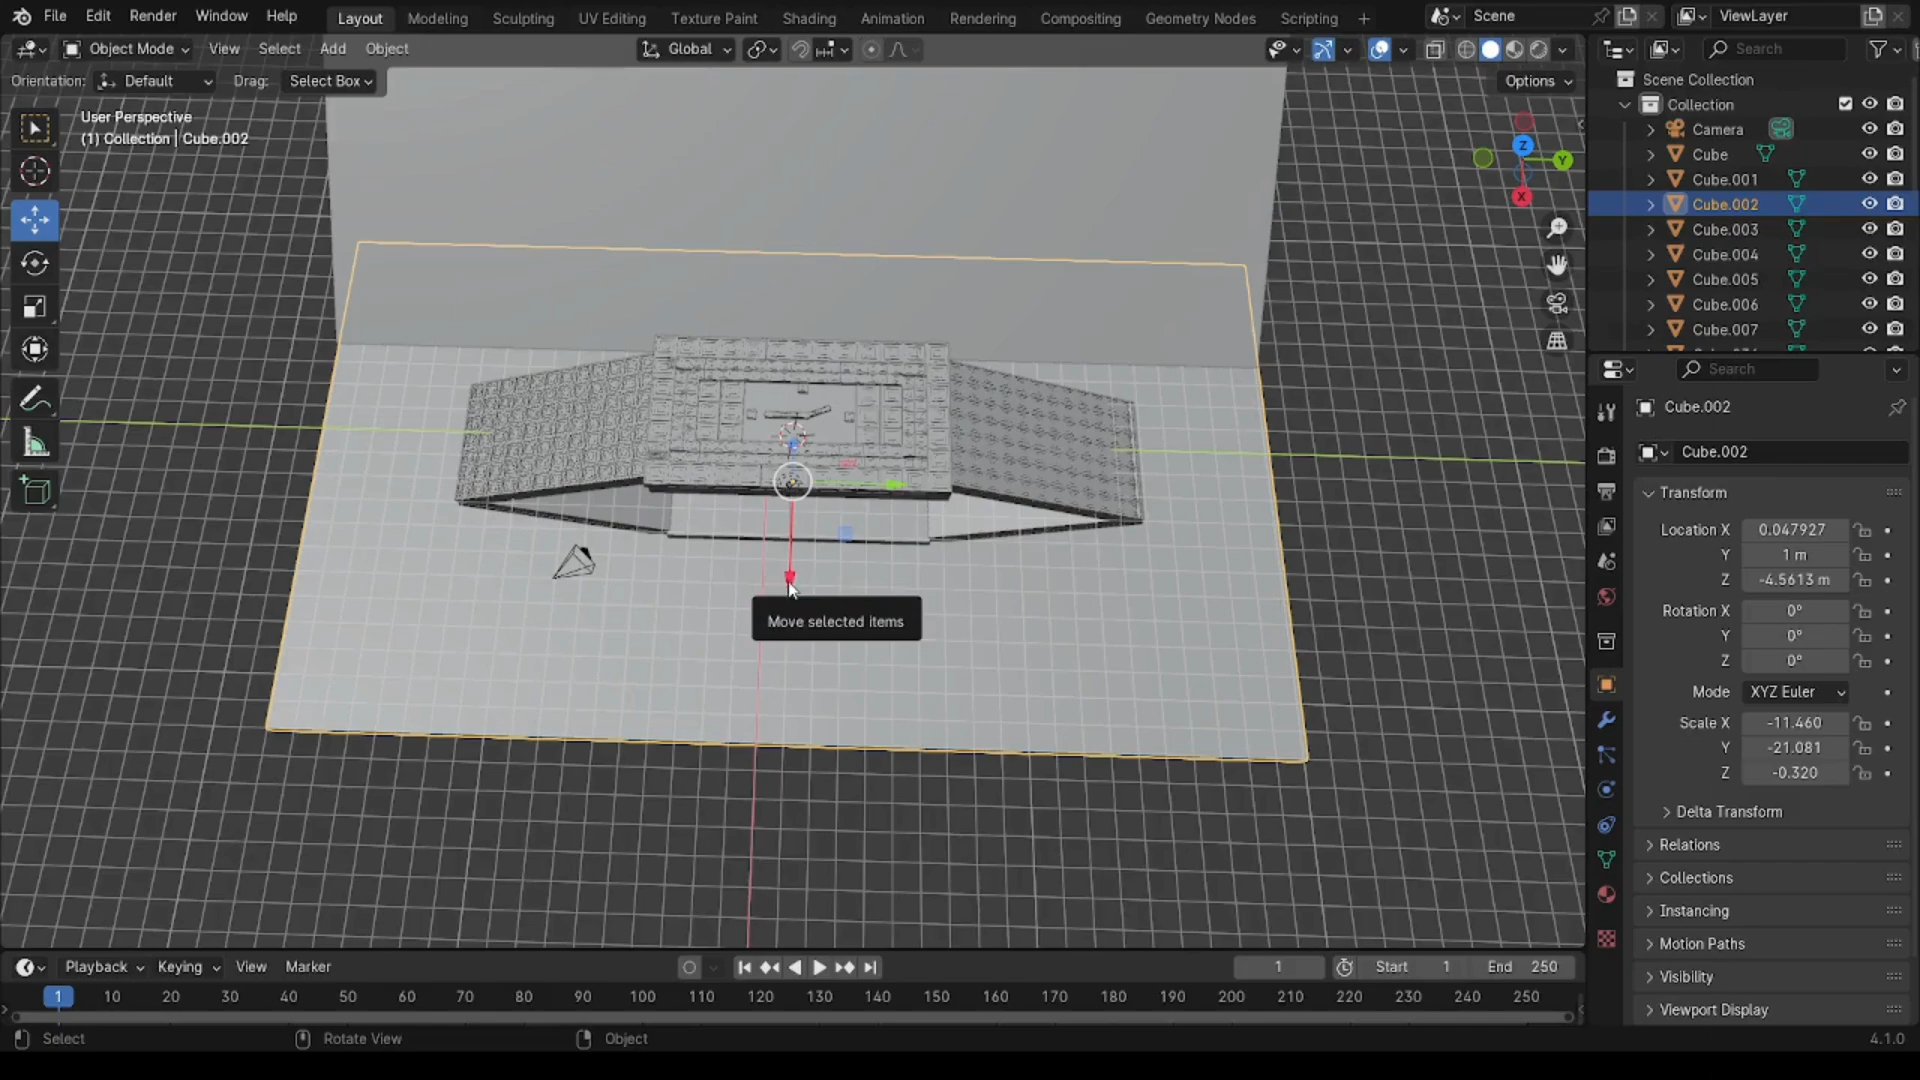 File Edit Render Window Help Layout Modeling Sculpting UV Editing Texture Paint Shading Animation Rendering Compositing Geometry Nodes Scripting + Scene ViewLayer
Object Mode View Select Add Object Global Search
Orientation: Default Drag: Select Box Options
User Perspective
(1) Collection | Cube.002
Z
Y
X
Scene Collection
Collection
Camera
Cube
Cube.001
Cube.002
Cube.003
Cube.004
Cube.005
Cube.006
Cube.007
Move selected items
Search
Cube.002
Cube.002
Transform
Location X 0.047927
Y 1 m
Z -4.5613 m
Rotation X 0°
Y 0°
Z 0°
Mode XYZ Euler
Scale X -11.460
Y -21.081
Z -0.320
Delta Transform
Relations
Collections
Instancing
Motion Paths
Visibility
Viewport Display
Playback Keying View Marker 1 Start 1 End 250
1 10 20 30 40 50 60 70 80 90 100 110 120 130 140 150 160 170 180 190 200 210 220 230 240 250
Select Rotate View Object 4.1.0